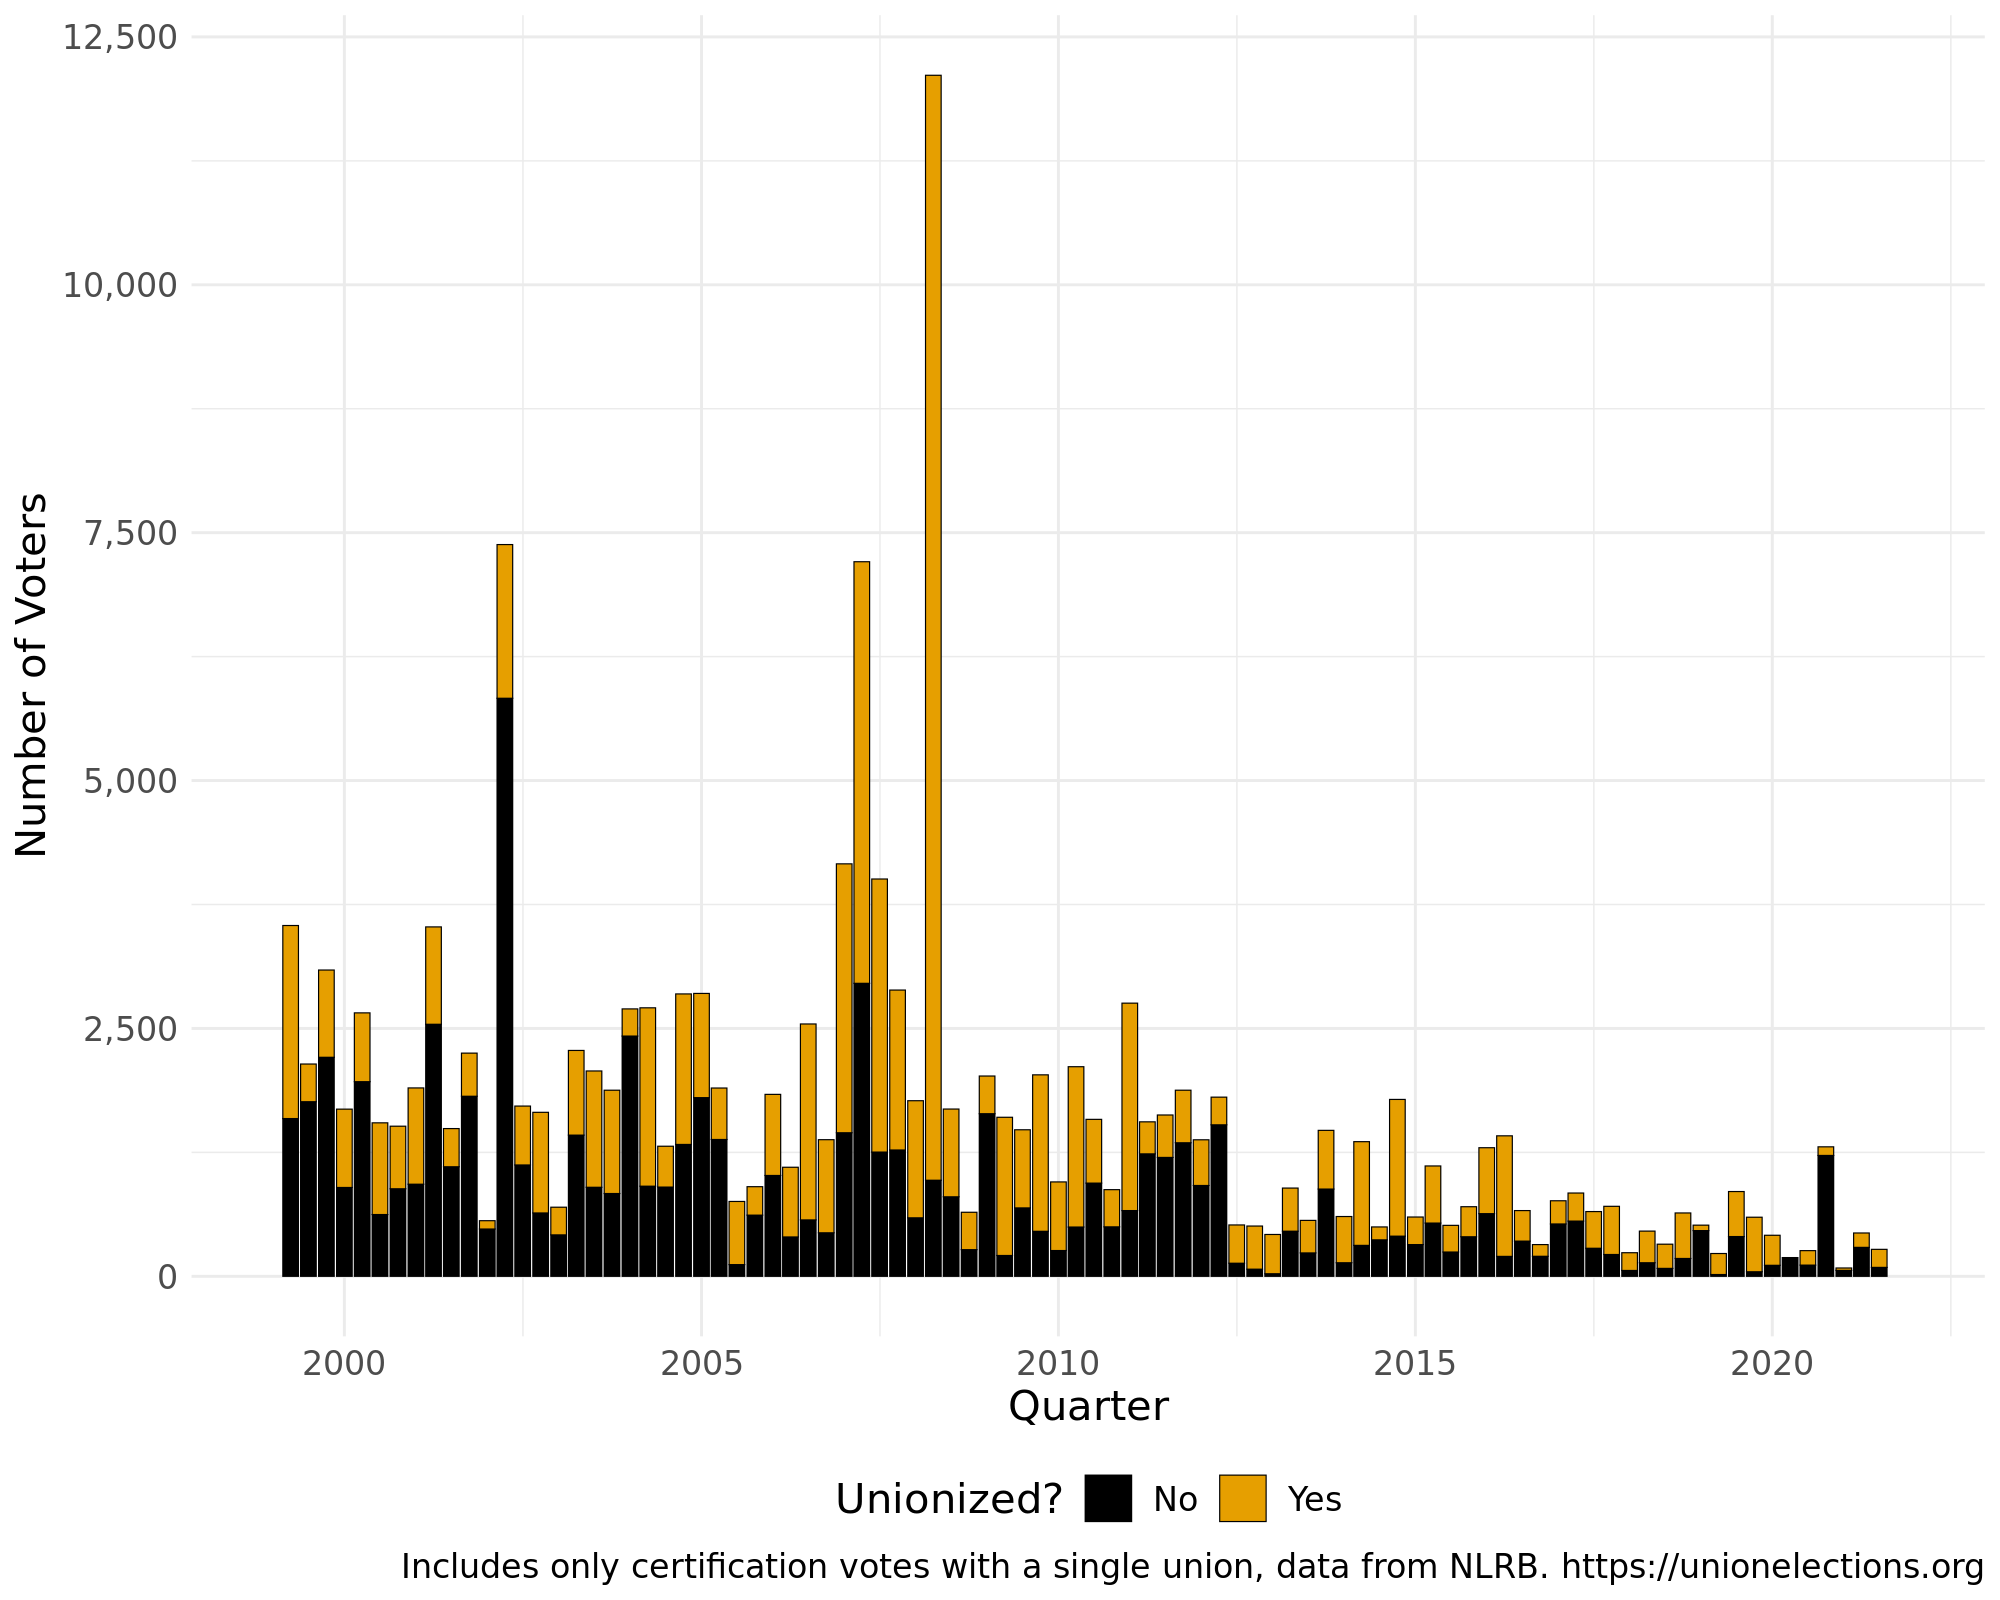 12,500
10,000
7,500
5,000
2,500
0
Number of Voters
2000 2005 2010 2015 2020
Quarter
Unionized? No Yes
Includes only certification votes with a single union, data from NLRB. https://unionelections.org